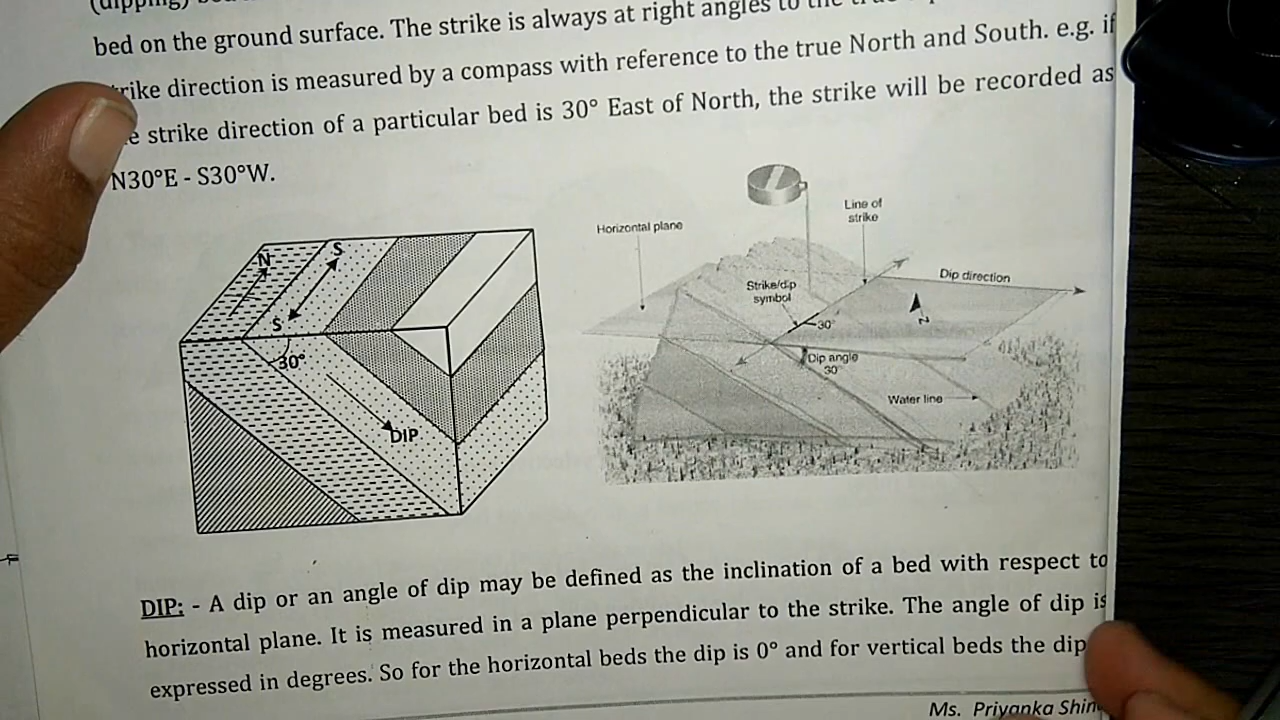 (dipping)
bed on the ground surface. The strike is always at right angles to the
direction is measured by a compass with reference to the true North and South. e.g. if
strike direction of a particular bed is 30° East of North, the strike will be recorded as
N30°E - S30°W.
N
S
S
30°
DIP
Horizontal plane
Line of
strike
Strike/dip
symbol
30°
Dip direction
N
Dip angle
30°
Water line
DIP: - A dip or an angle of dip may be defined as the inclination of a bed with respect to
horizontal plane. It is measured in a plane perpendicular to the strike. The angle of dip is
expressed in degrees. So for the horizontal beds the dip is 0° and for vertical beds the dip
Ms. Priyanka